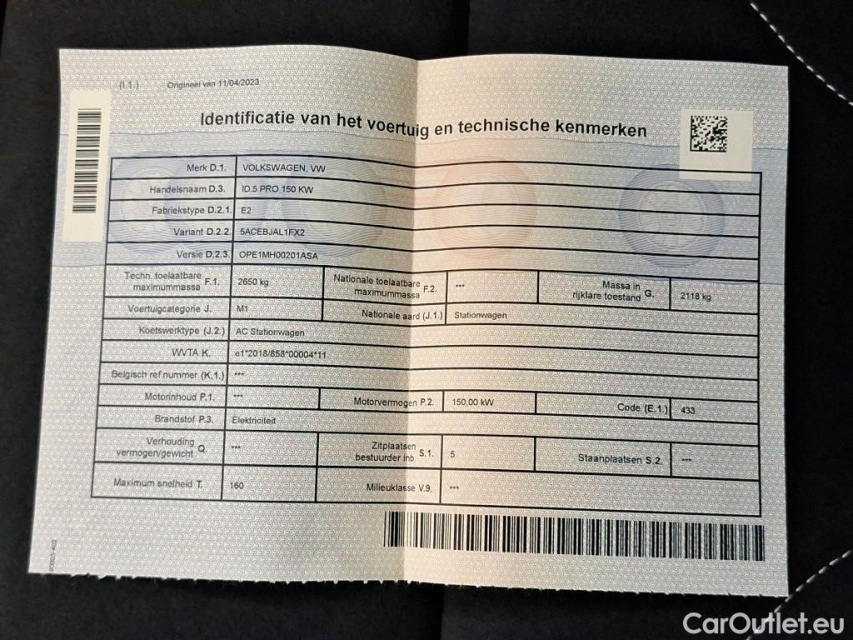 (I.1.) Origineel van 11/04/2023
Identificatie van het voertuig en technische kenmerken
Merk D.1. VOLKSWAGEN, VW
Handelsnaam D.3. ID.5 PRO 150 KW
Fabriekstype D.2.1. E2
Variant D.2.2. 5ACEBJAL1FX2
Versie D.2.3. OPE1MH00201ASA
Techn. toelaatbare maximummassa F.1. 2650 kg Nationale toelaatbare maximummassa F.2. *** Massa in rijklare toestand G. 2118 kg
Voertuigcategorie J. M1 Nationale aard (J.1.) Stationwagen
Koetswerktype (J.2.) AC Stationwagen
WVTA K. e1*2018/858*00004*11
Belgisch ref.nummer (K.1.) ***
Motorinhoud P.1. *** Motorvermogen P.2. 150,00 kW Code (E.1.) 433
Brandstof P.3. Elektriciteit
Verhouding vermogen/gewicht Q. *** Zitplaatsen bestuurder inb. S.1. 5 Staanplaatsen S.2. ***
Maximum snelheid T. 160 Milieuklasse V.9. ***
CarOutlet.eu